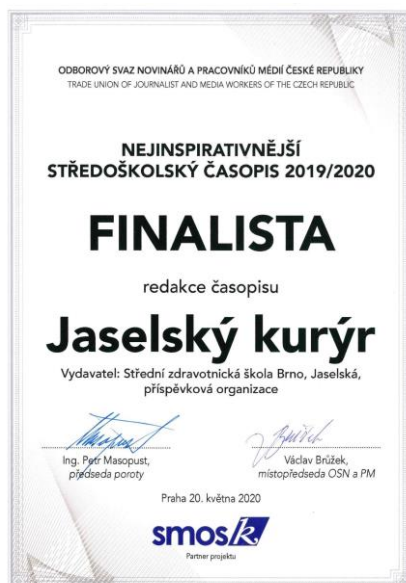 ODBOROVÝ SVAZ NOVINÁŘŮ A PRACOVNÍKŮ MÉDIÍ ČESKÉ REPUBLIKY
TRADE UNION OF JOURNALIST AND MEDIA WORKERS OF THE CZECH REPUBLIC
NEJINSPIRATIVNĚJŠÍ
STŘEDOŠKOLSKÝ ČASOPIS 2019/2020
FINALISTA
redakce časopisu
Jaselský kurýr
Vydavatel: Střední zdravotnická škola Brno, Jaselská,
příspěvková organizace
Ing. Petr Masopust,
předseda poroty
Václav Brůžek,
místopředseda OSN a PM
Praha 20. května 2020
smosk
Partner projektu